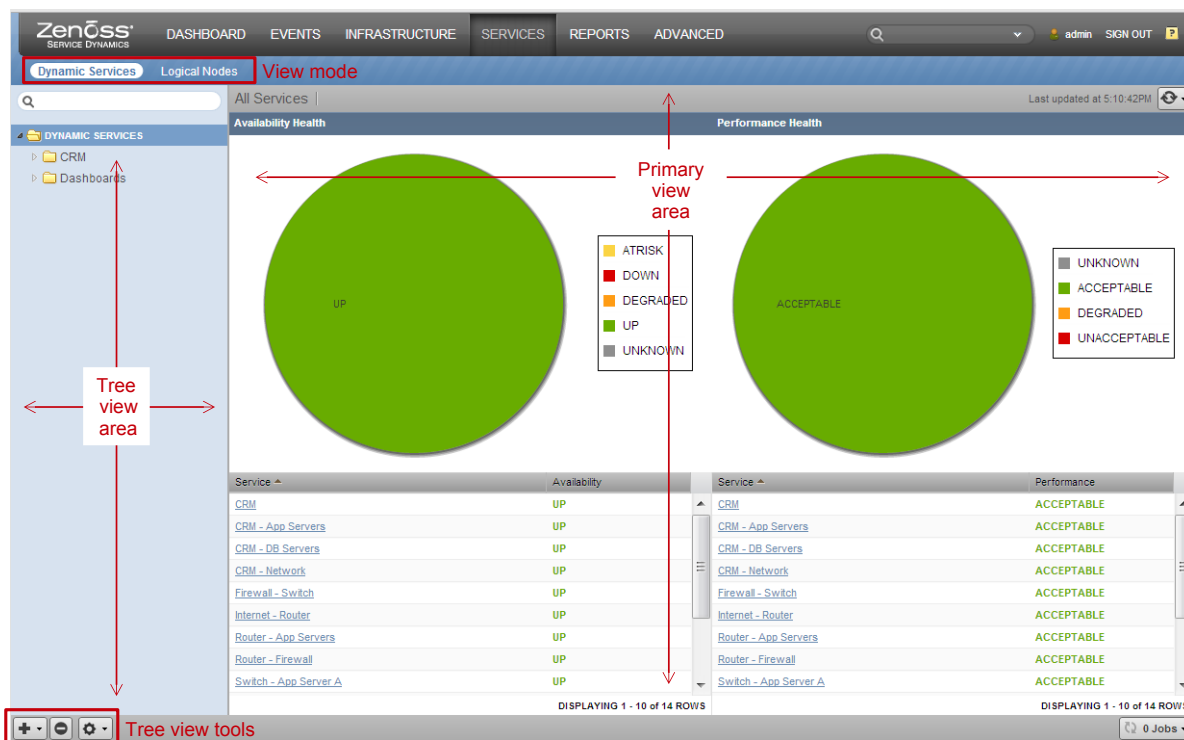 Zenōss
SERVICE DYNAMICS
DASHBOARD EVENTS INFRASTRUCTURE SERVICES REPORTS ADVANCED
admin SIGN OUT ?
Dynamic Services Logical Nodes View mode
All Services
Last updated at 5:10:42PM
DYNAMIC SERVICES
CRM
Dashboards
Tree
view
area
Availability Health Performance Health
Primary
view
area
UP
ATRISK
DOWN
DEGRADED
UP
UNKNOWN
ACCEPTABLE
UNKNOWN
ACCEPTABLE
DEGRADED
UNACCEPTABLE
Service Availability Service Performance
CRM UP CRM ACCEPTABLE
CRM - App Servers UP CRM - App Servers ACCEPTABLE
CRM - DB Servers UP CRM - DB Servers ACCEPTABLE
CRM - Network UP CRM - Network ACCEPTABLE
Firewall - Switch UP Firewall - Switch ACCEPTABLE
Internet - Router UP Internet - Router ACCEPTABLE
Router - App Servers UP Router - App Servers ACCEPTABLE
Router - Firewall UP Router - Firewall ACCEPTABLE
Switch - App Server A UP Switch - App Server A ACCEPTABLE
DISPLAYING 1 - 10 of 14 ROWS DISPLAYING 1 - 10 of 14 ROWS
Tree view tools
0 Jobs